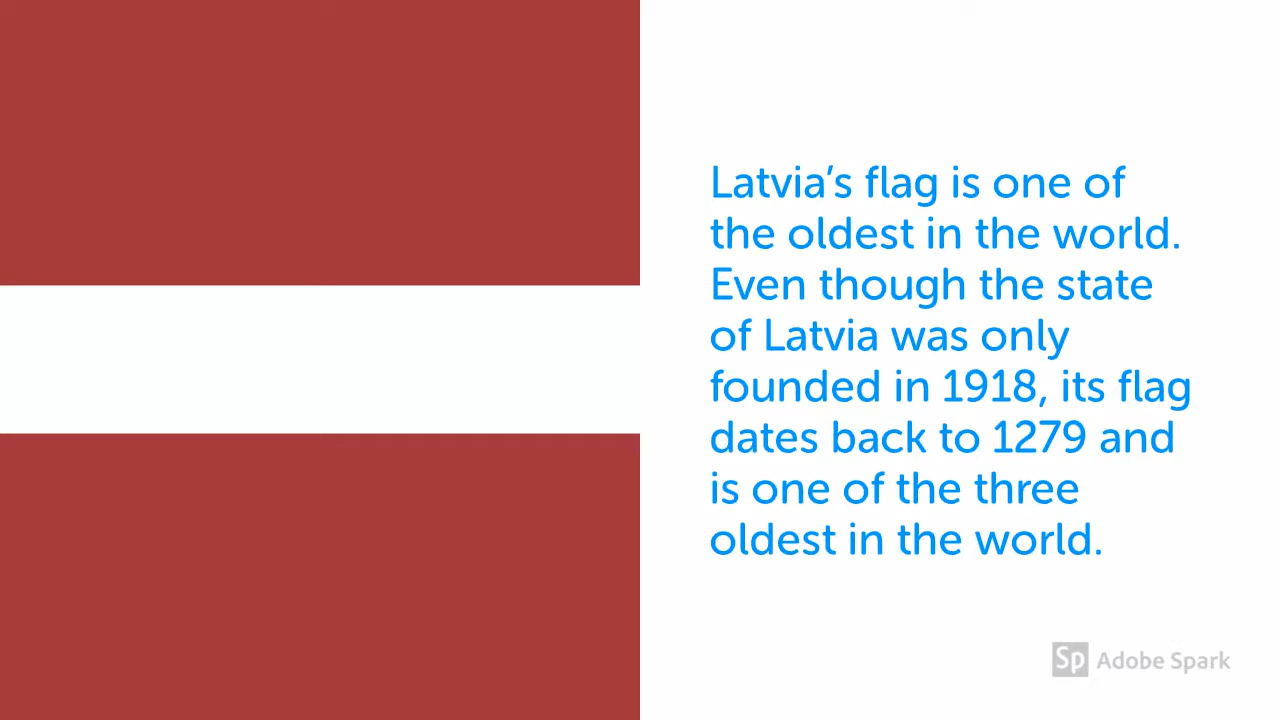 Latvia’s flag is one of
the oldest in the world.
Even though the state
of Latvia was only
founded in 1918, its flag
dates back to 1279 and
is one of the three
oldest in the world.
Sp Adobe Spark